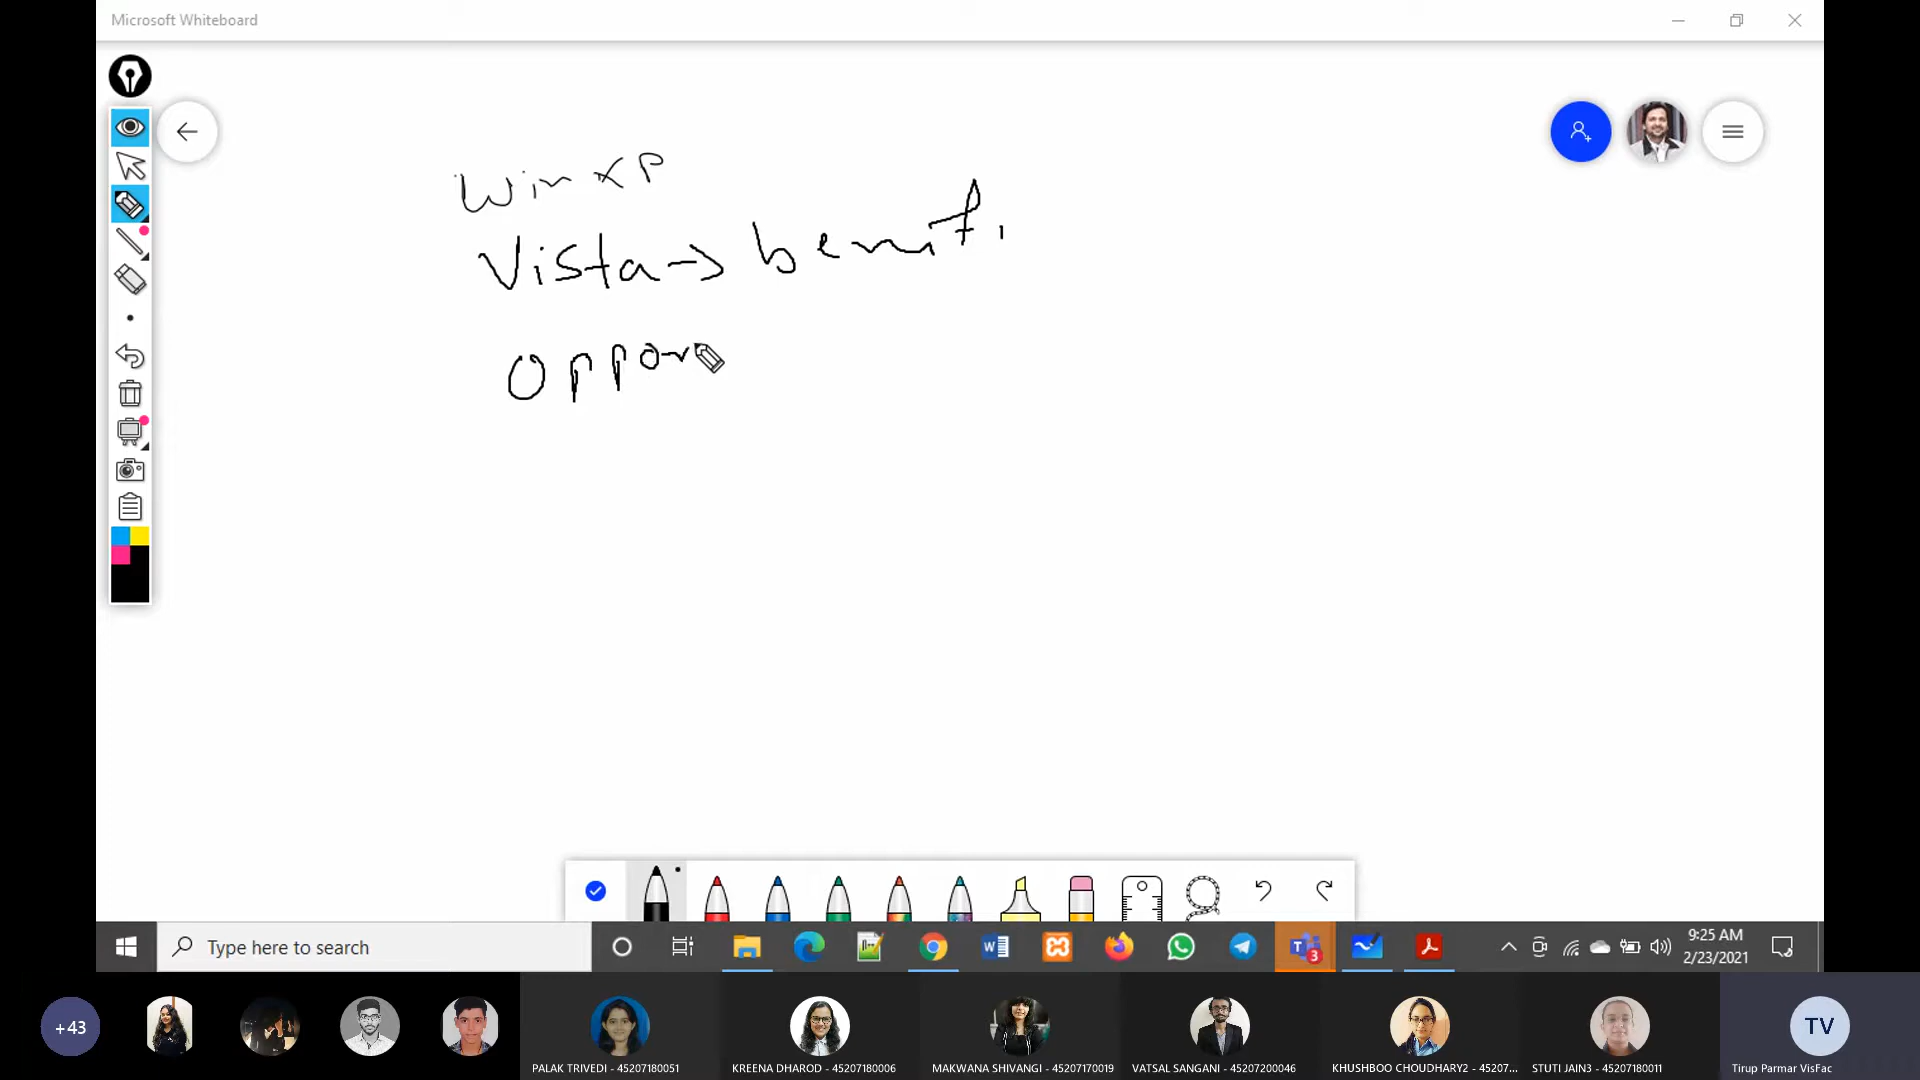 Microsoft Whiteboard
Win XP
Vista → benifi
oppor
Type here to search
3
9:25 AM
2/23/2021
+43
PALAK TRIVEDI - 45207180051
KREENA DHAROD - 45207180006
MAKWANA SHIVANGI - 45207170019
VATSAL SANGANI - 45207200046
KHUSHBOO CHOUDHARY2 - 45207...
STUTI JAIN3 - 45207180011
TV
Tirup Parmar VisFac